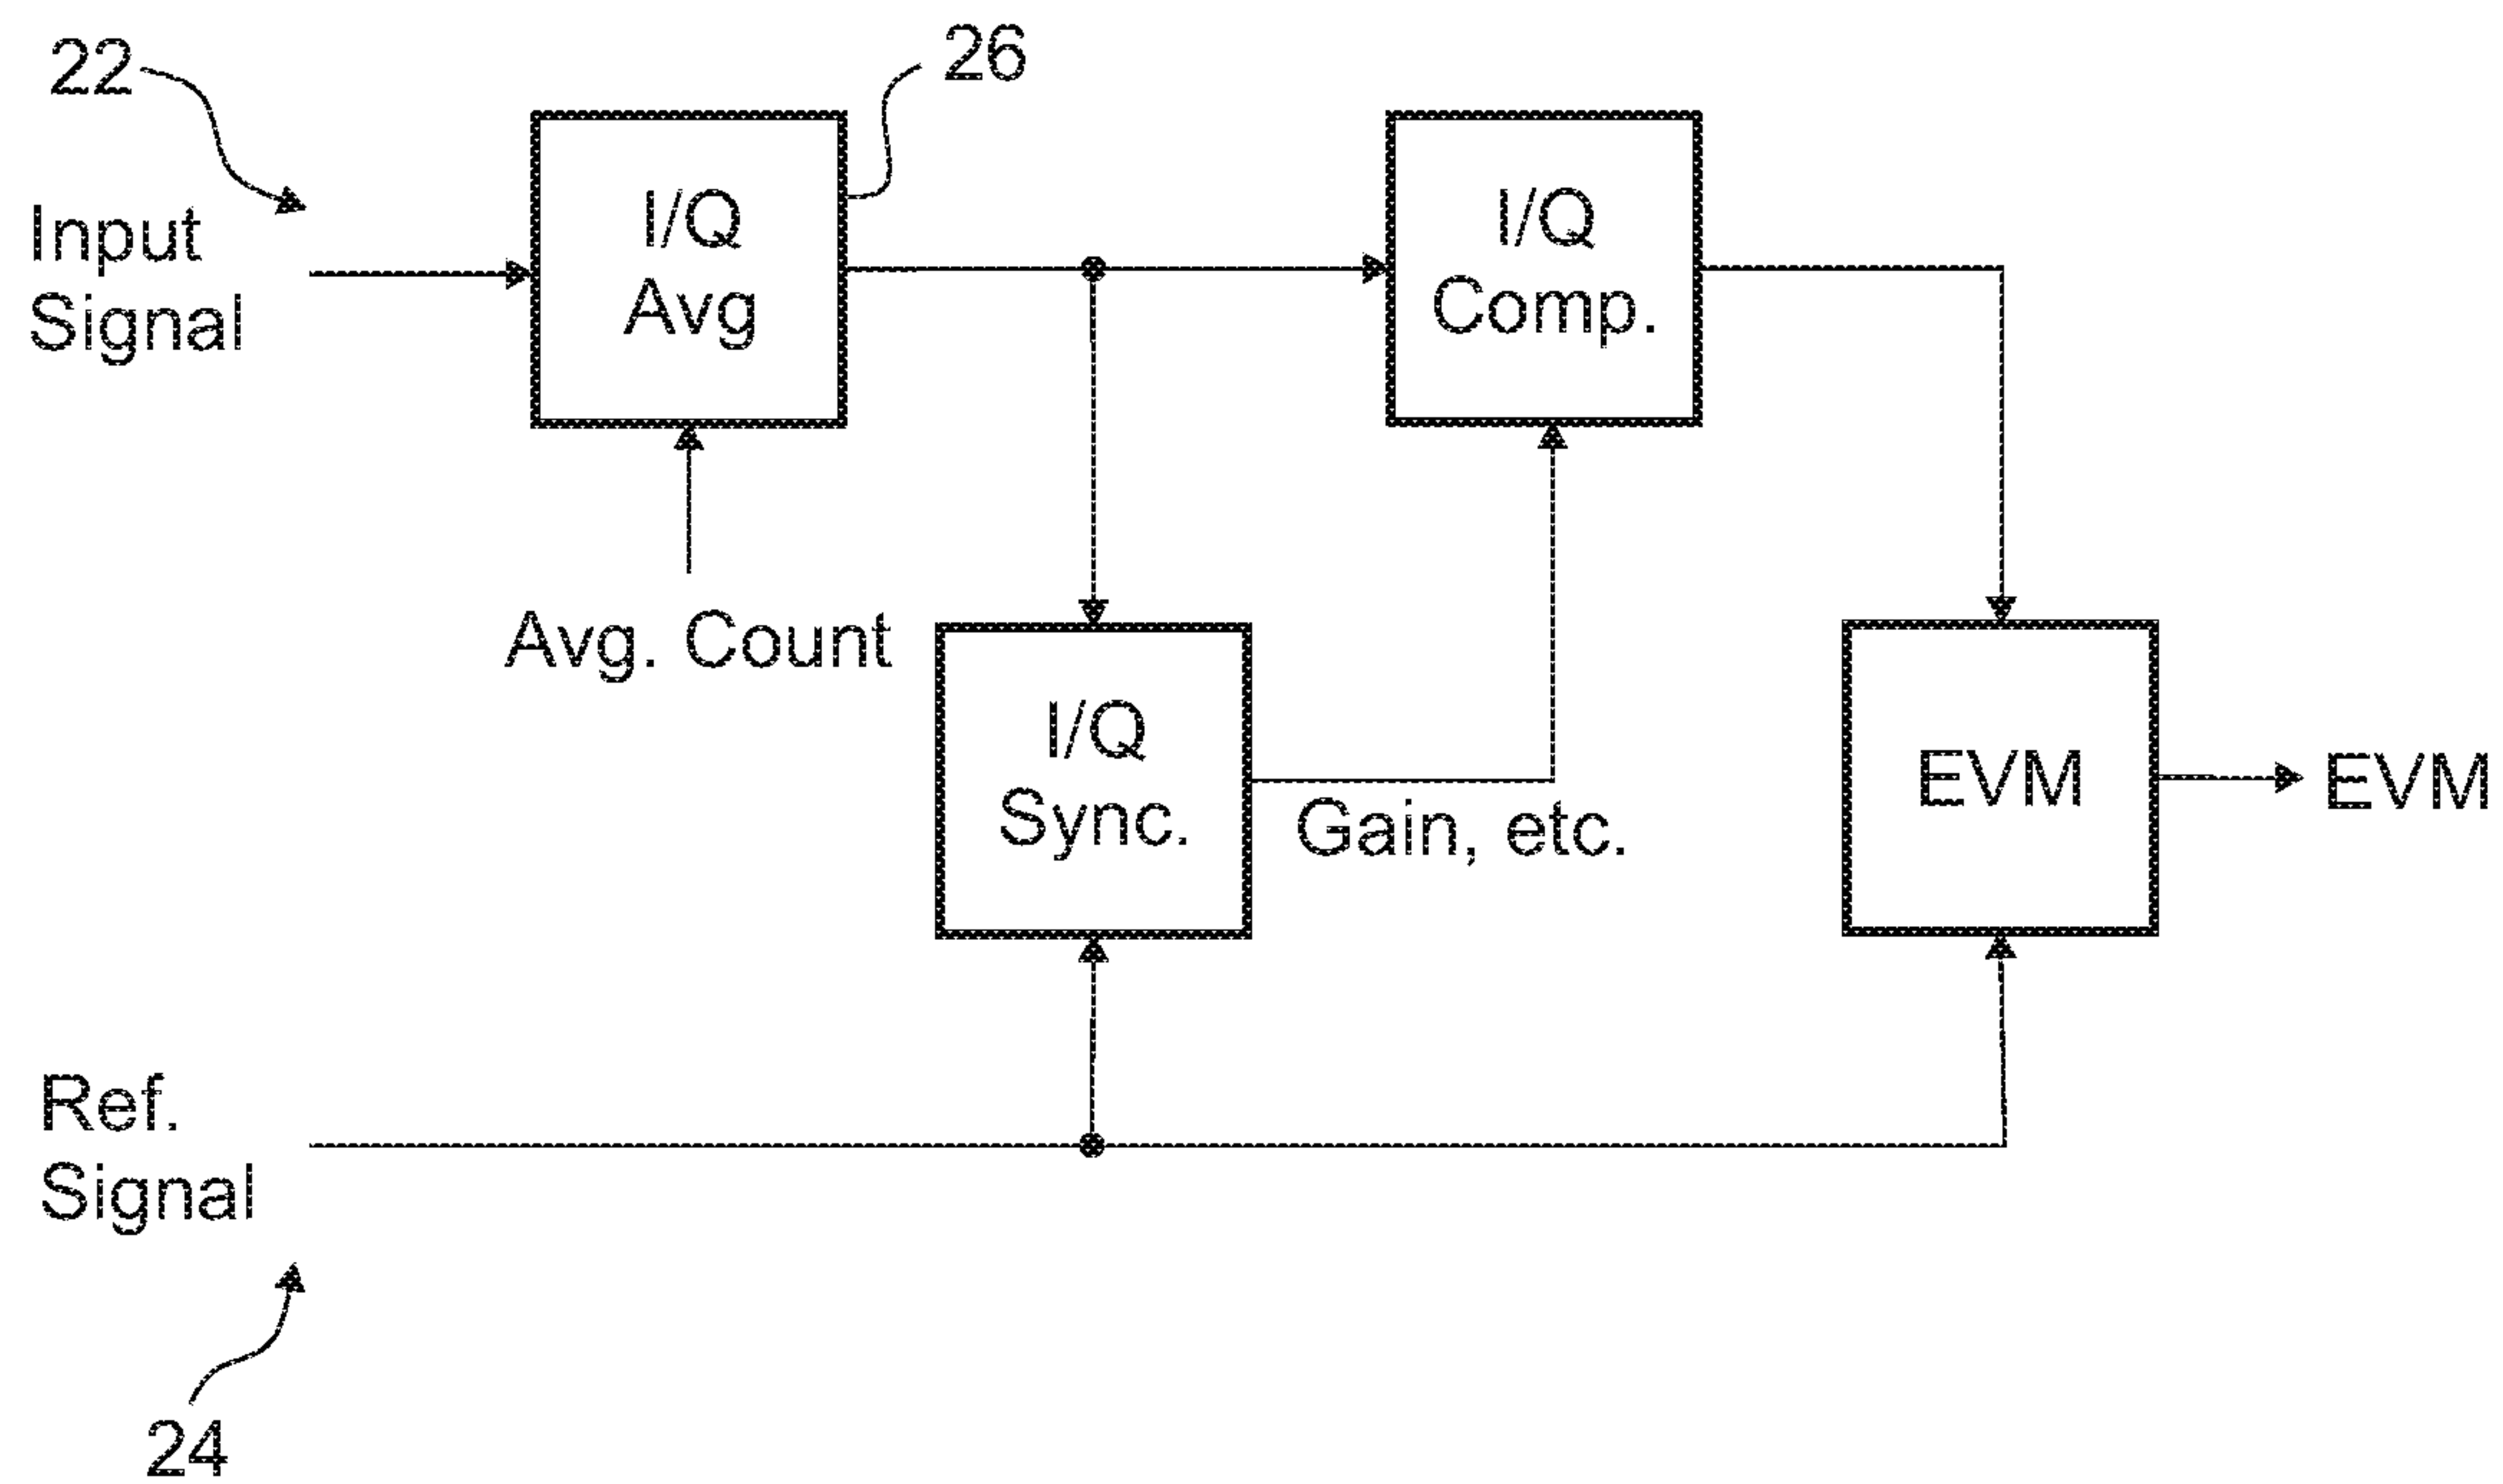 22
26
Input
Signal
I/Q
Avg
I/Q
Comp.
Avg. Count
I/Q
Sync.
Gain, etc.
EVM
EVM
Ref.
Signal
24